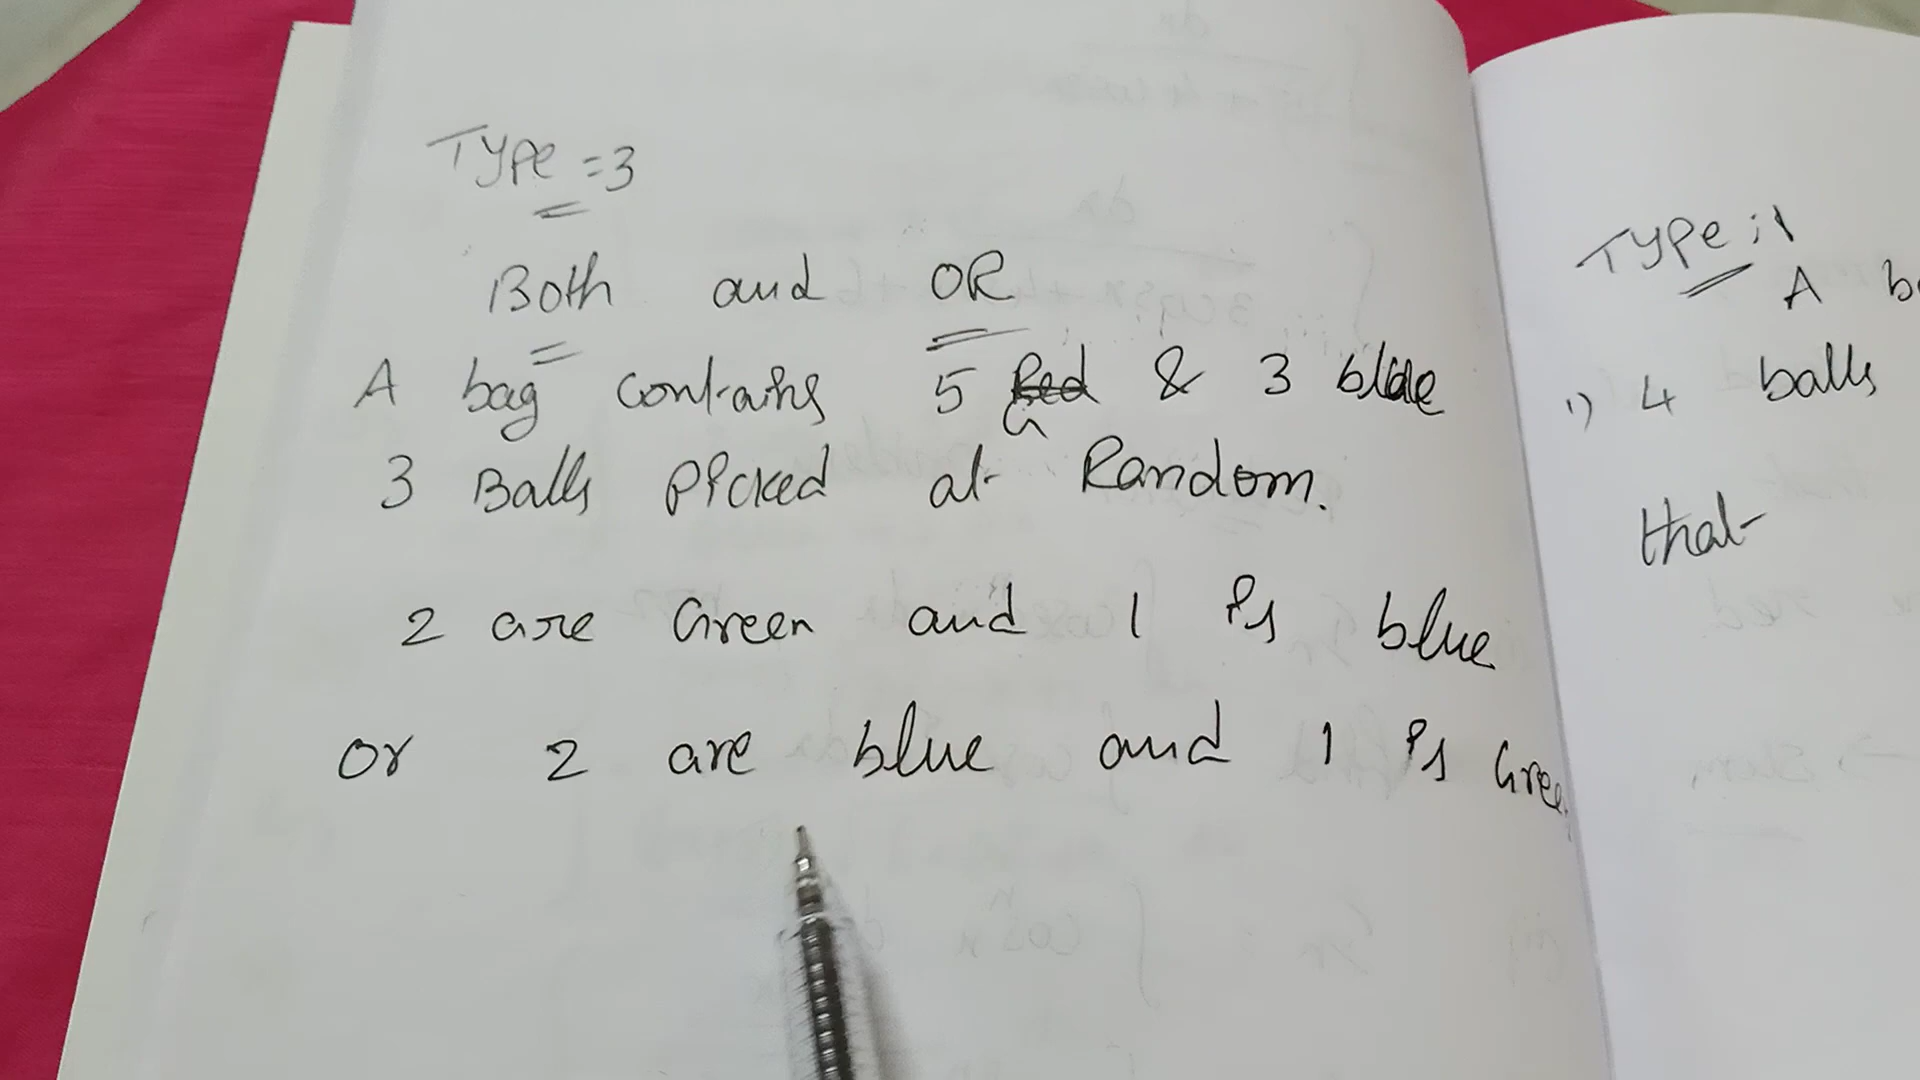 Type = 3
Both and OR
A bag contains 5 Red G & 3 blue
3 Balls Picked at Random.
2 are Green and 1 is blue
or 2 are blue and 1 is Green
Type: 1
A
1) 4 balls
that